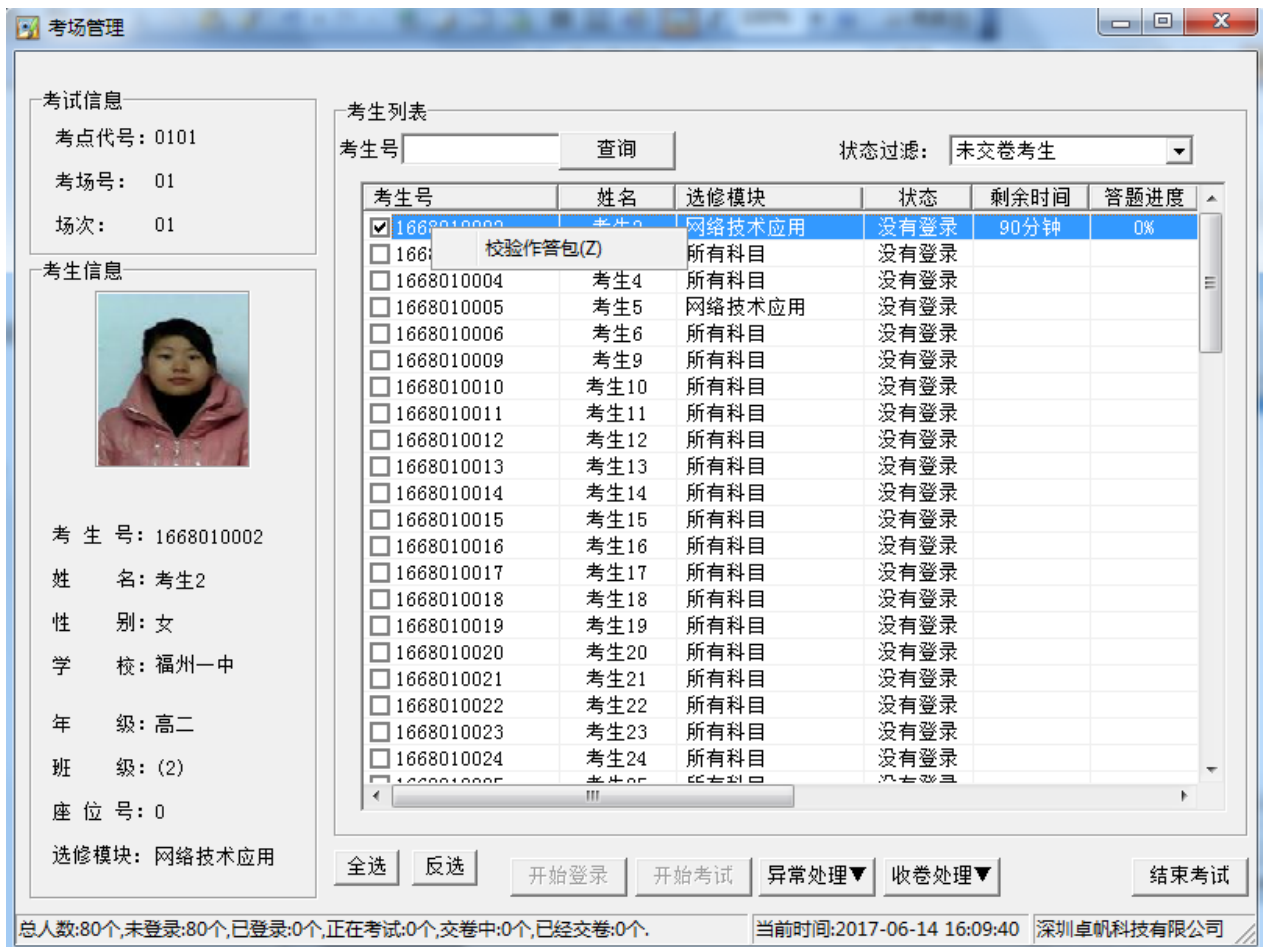 考场管理
考试信息
考点代号: 0101
考场号: 01
场次: 01
考生信息
考 生 号: 1668010002
姓 名: 考生2
性 别: 女
学 校: 福州一中
年 级: 高二
班 级: (2)
座 位 号: 0
选修模块: 网络技术应用
考生列表
考生号 查询 状态过滤: 未交卷考生
考生号 姓名 选修模块 状态 剩余时间 答题进度
网络技术应用 没有登录 90分钟 0%
校验作答包(Z)
所有科目 没有登录
1668010004 考生4 所有科目 没有登录
1668010005 考生5 网络技术应用 没有登录
1668010006 考生6 所有科目 没有登录
1668010009 考生9 所有科目 没有登录
1668010010 考生10 所有科目 没有登录
1668010011 考生11 所有科目 没有登录
1668010012 考生12 所有科目 没有登录
1668010013 考生13 所有科目 没有登录
1668010014 考生14 所有科目 没有登录
1668010015 考生15 所有科目 没有登录
1668010016 考生16 所有科目 没有登录
1668010017 考生17 所有科目 没有登录
1668010018 考生18 所有科目 没有登录
1668010019 考生19 所有科目 没有登录
1668010020 考生20 所有科目 没有登录
1668010021 考生21 所有科目 没有登录
1668010022 考生22 所有科目 没有登录
1668010023 考生23 所有科目 没有登录
1668010024 考生24 所有科目 没有登录
全选 反选 开始登录 开始考试 异常处理▼ 收卷处理▼ 结束考试
总人数:80个,未登录:80个,已登录:0个,正在考试:0个,交卷中:0个,已经交卷:0个. 当前时间:2017-06-14 16:09:40 深圳卓帆科技有限公司